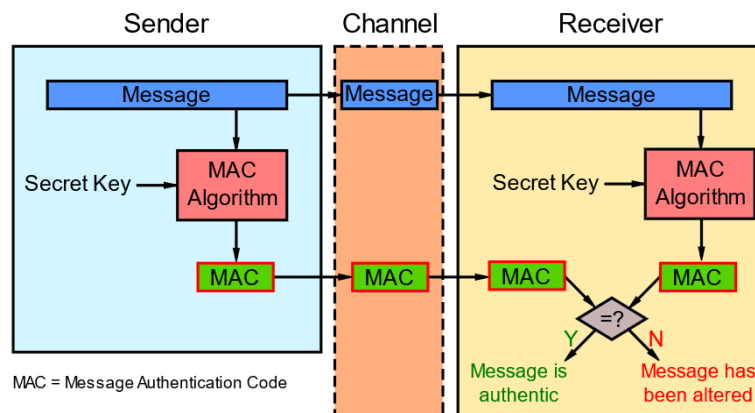 Sender
Channel
Receiver
Message
Message
Message
Secret Key
MAC
Algorithm
Secret Key
MAC
Algorithm
MAC
MAC
MAC
MAC
=?
Y
N
Message is
authentic
Message has
been altered
MAC = Message Authentication Code